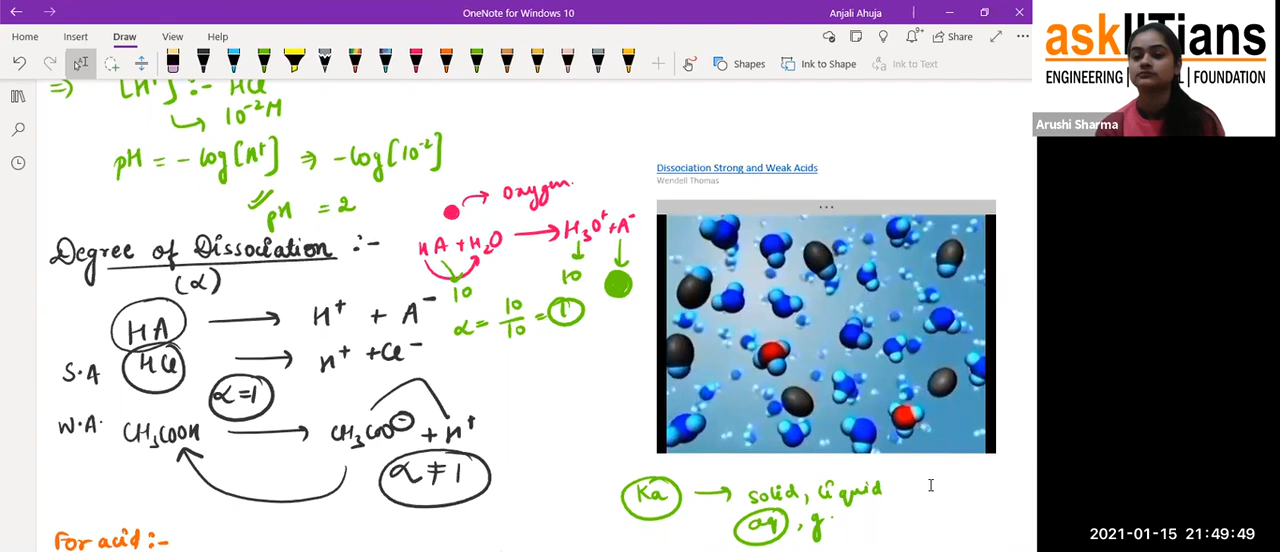 OneNote for Windows 10
Anjali Ahuja
Home Insert Draw View Help
Share
Shapes Ink to Shape Ink to Text
askIITians
ENGINEERING | | FOUNDATION
Arushi Sharma
⇒ [H⁺] :- HCl
↳ 10⁻² M
pH = -log[H⁺] ⇒ -log[10⁻²]
pH = 2
→ Oxygen.
HA + H₂O → H₃O⁺ + A⁻
10 10
α = 10/10 = 1
Degree of Dissociation :-
(α)
HA → H⁺ + A⁻
S.A HCl → H⁺ + Cl⁻
α = 1
W.A. CH₃COOH → CH₃COO⊖ + H⁺
α ≠ 1
For acid :-
Dissociation Strong and Weak Acids
Wendell Thomas
Ka → solid, liquid
aq, g.
2021-01-15 21:49:49